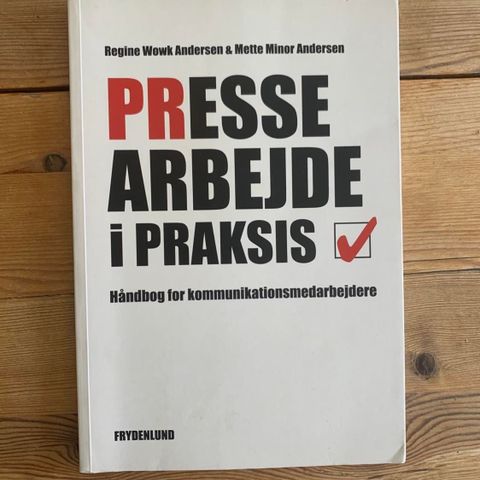 Regine Wowk Andersen & Mette Minor Andersen
PRESSE
ARBEJDE
i PRAKSIS
Håndbog for kommunikationsmedarbejdere
FRYDENLUND